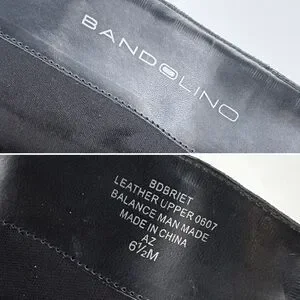 BANDOLINO
BDBRIET
LEATHER UPPER 0607
BALANCE MAN MADE
MADE IN CHINA
AZ
6½M